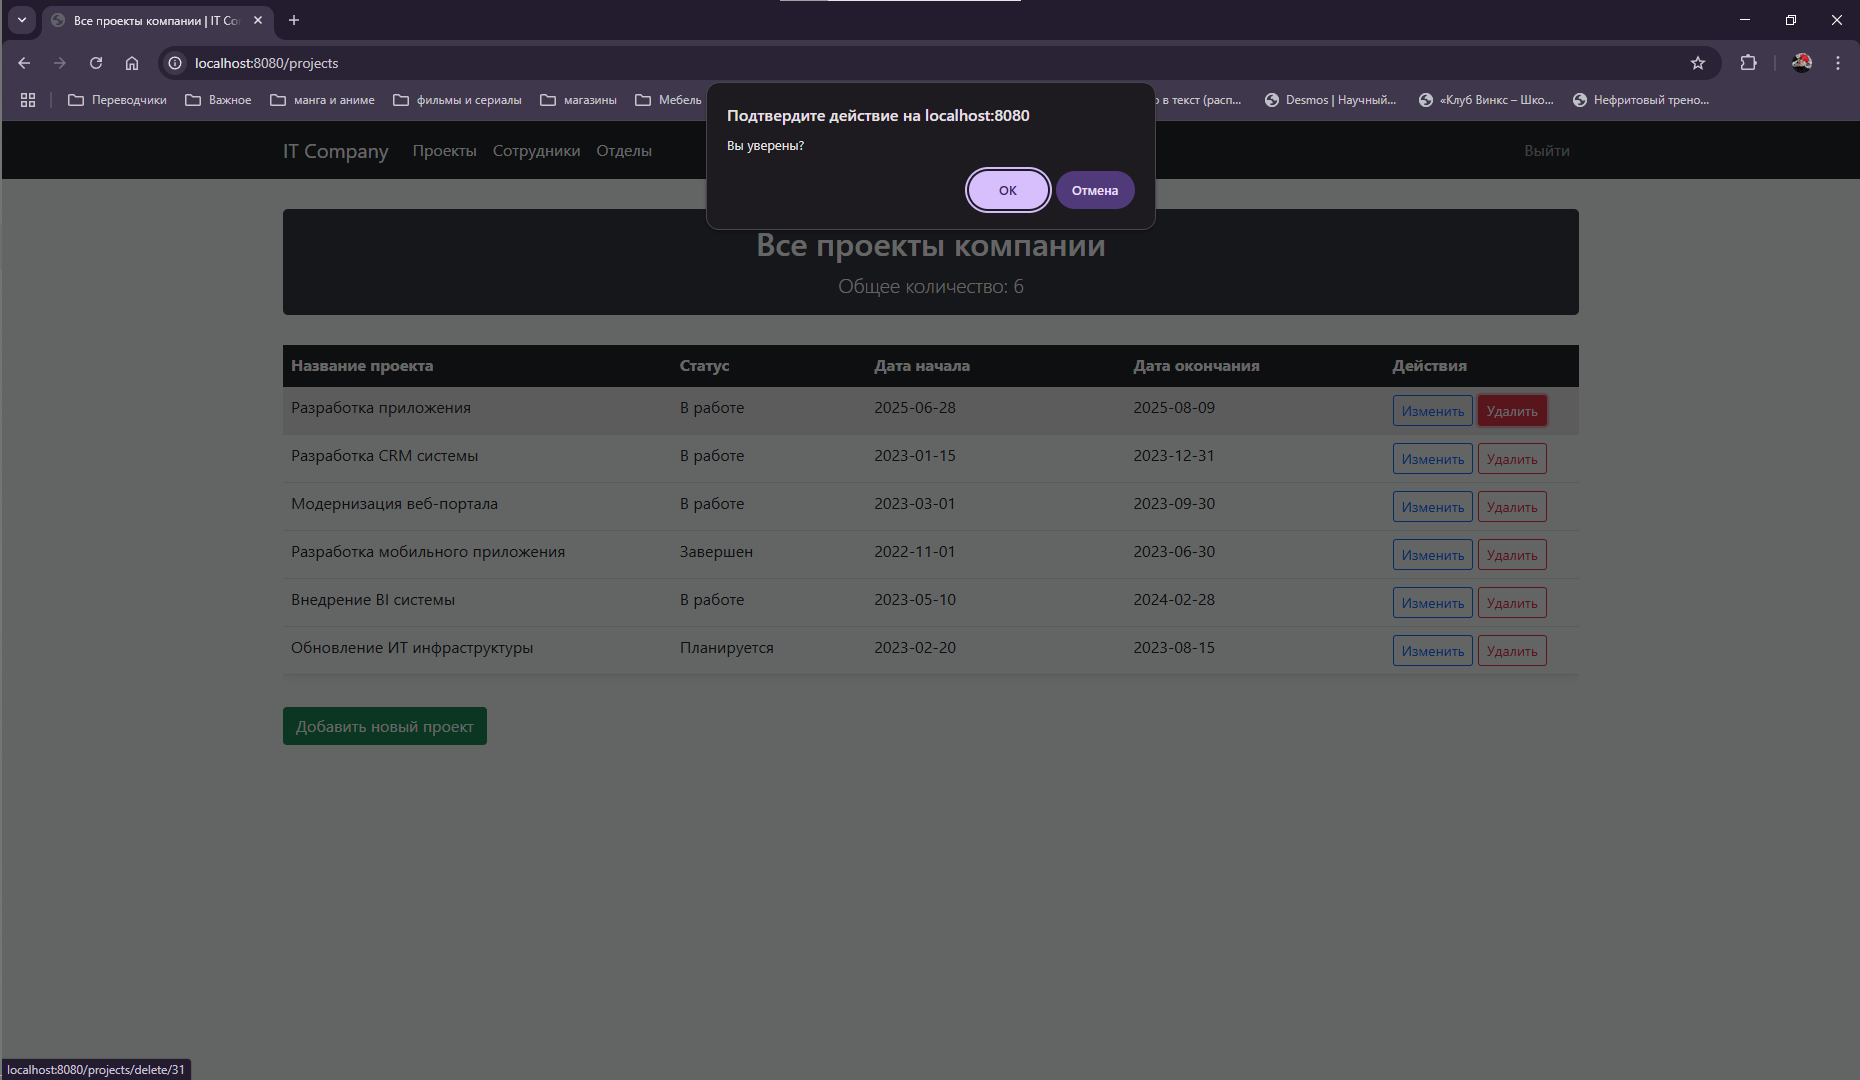 Все проекты компании | IT Co
localhost:8080/projects
Переводчики Важное манга и аниме фильмы и сериалы магазины Мебель в текст (расп... Desmos | Научный... «Клуб Винкс – Шко... Нефритовый трено...
Подтвердите действие на localhost:8080
Вы уверены?
ОК Отмена
IT Company Проекты Сотрудники Отделы Выйти
Все проекты компании
Общее количество: 6
Название проекта Статус Дата начала Дата окончания Действия
Разработка приложения В работе 2025-06-28 2025-08-09 Изменить Удалить
Разработка CRM системы В работе 2023-01-15 2023-12-31 Изменить Удалить
Модернизация веб-портала В работе 2023-03-01 2023-09-30 Изменить Удалить
Разработка мобильного приложения Завершен 2022-11-01 2023-06-30 Изменить Удалить
Внедрение BI системы В работе 2023-05-10 2024-02-28 Изменить Удалить
Обновление ИТ инфраструктуры Планируется 2023-02-20 2023-08-15 Изменить Удалить
Добавить новый проект
localhost:8080/projects/delete/31